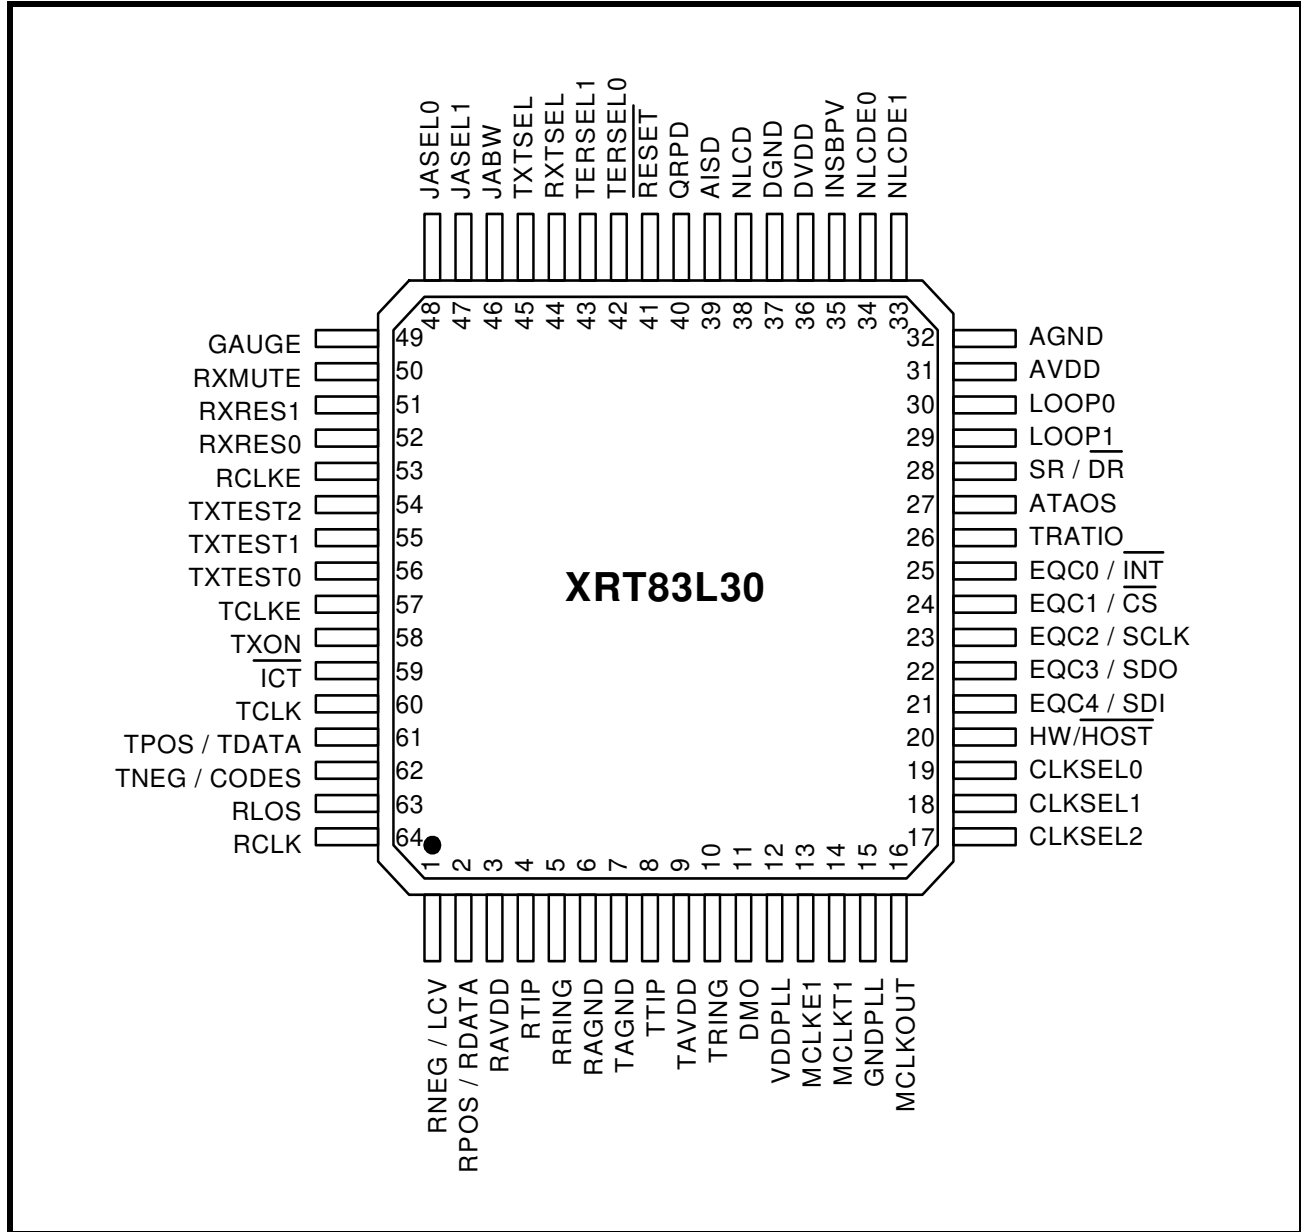 JASEL0
JASEL1
JABW
TXTSEL
RXTSEL
TERSEL1
TERSEL0
RESET
QRPD
AISD
NLCD
DGND
DVDD
INSBPV
NLCDE0
NLCDE1
48
47
46
45
44
43
42
41
40
39
38
37
36
35
34
33
GAUGE 49
RXMUTE 50
RXRES1 51
RXRES0 52
RCLKE 53
TXTEST2 54
TXTEST1 55
TXTEST0 56
TCLKE 57
TXON 58
ICT 59
TCLK 60
TPOS / TDATA 61
TNEG / CODES 62
RLOS 63
RCLK 64
XRT83L30
32 AGND
31 AVDD
30 LOOP0
29 LOOP1
28 SR / DR
27 ATAOS
26 TRATIO
25 EQC0 / INT
24 EQC1 / CS
23 EQC2 / SCLK
22 EQC3 / SDO
21 EQC4 / SDI
20 HW/HOST
19 CLKSEL0
18 CLKSEL1
17 CLKSEL2
1
2
3
4
5
6
7
8
9
10
11
12
13
14
15
16
RNEG / LCV
RPOS / RDATA
RAVDD
RTIP
RRING
RAGND
TAGND
TTIP
TAVDD
TRING
DMO
VDDPLL
MCLKE1
MCLKT1
GNDPLL
MCLKOUT